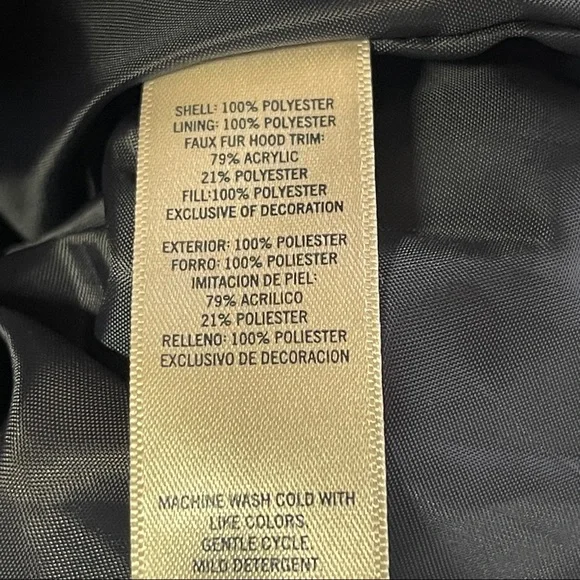 SHELL: 100% POLYESTER
LINING: 100% POLYESTER
FAUX FUR HOOD TRIM:
79% ACRYLIC
21% POLYESTER
FILL:100% POLYESTER
EXCLUSIVE OF DECORATION
EXTERIOR: 100% POLIESTER
FORRO: 100% POLIESTER
IMITACION DE PIEL:
79% ACRILICO
21% POLIESTER
RELLENO: 100% POLIESTER
EXCLUSIVO DE DECORACION
MACHINE WASH COLD WITH
LIKE COLORS,
GENTLE CYCLE.
MILD DETERGENT.